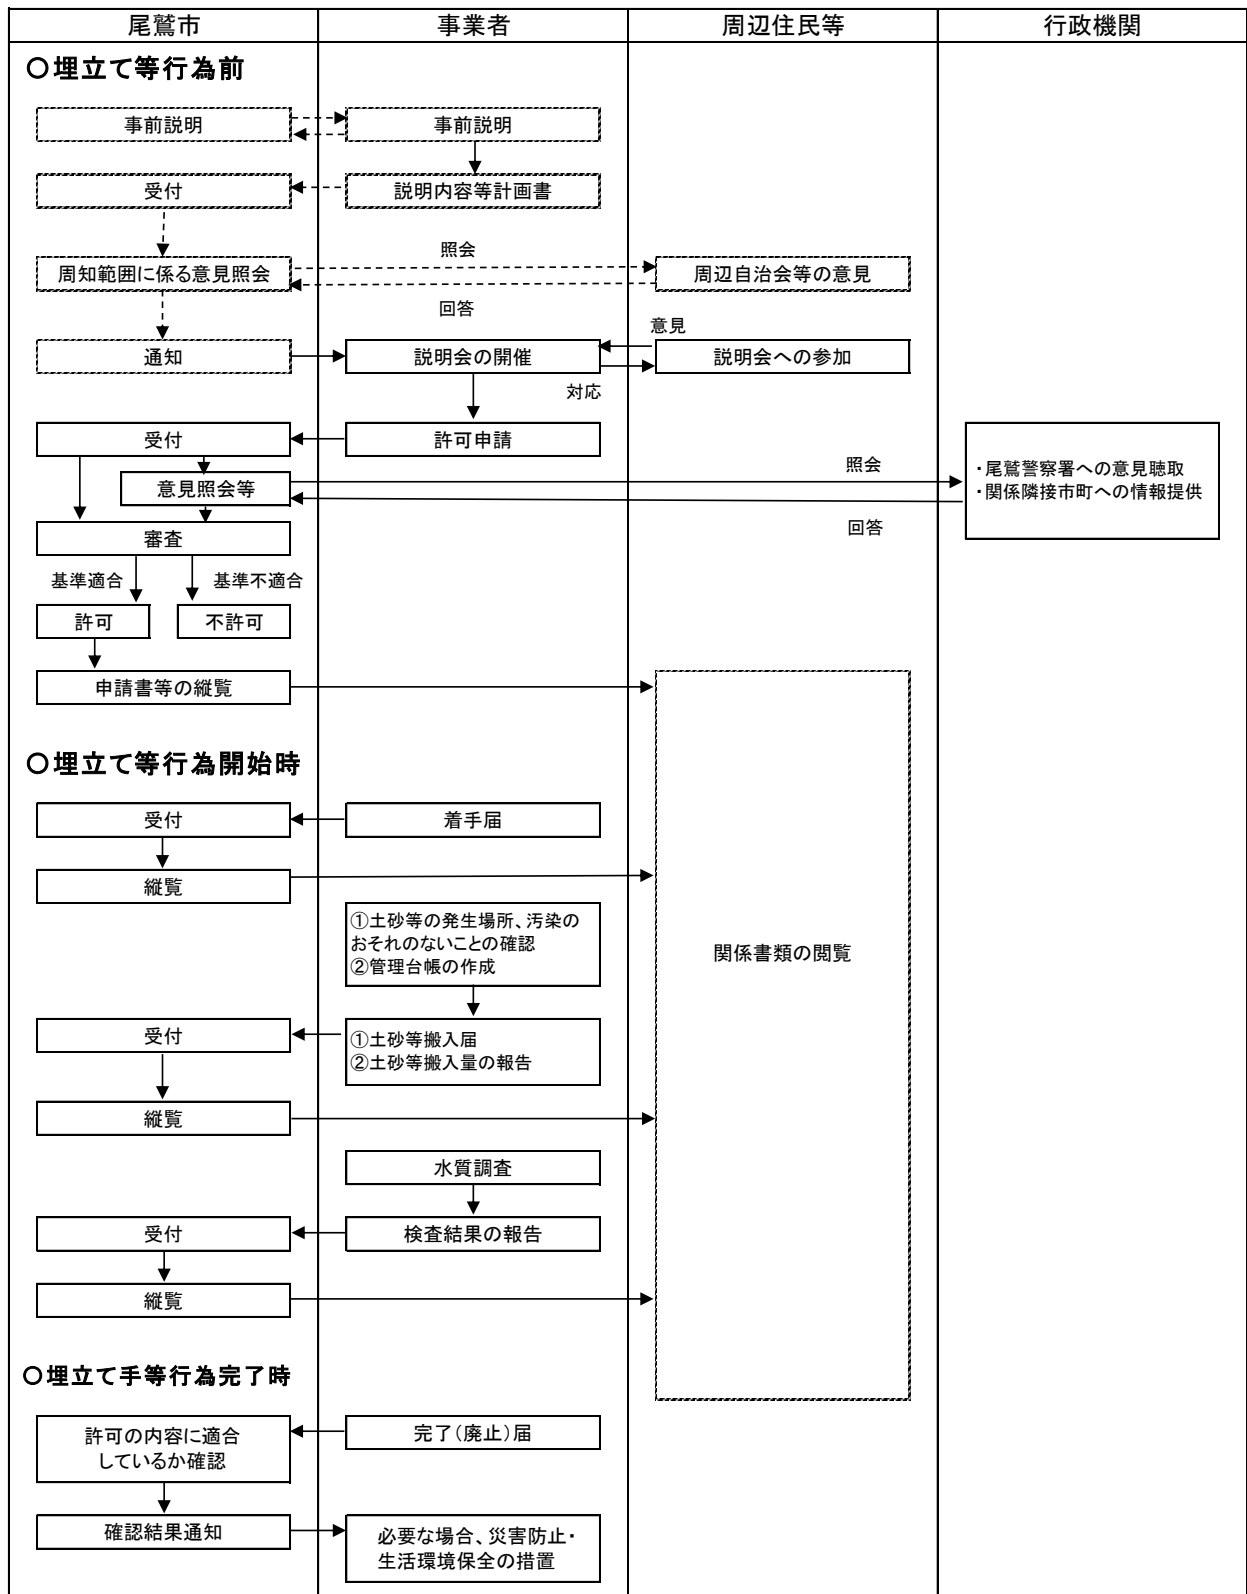 尾鷲市
事業者
周辺住民等
行政機関
〇埋立て等行為前
事前説明
事前説明
受付
説明内容等計画書
照会
周知範囲に係る意見照会
周辺自治会等の意見
回答
意見
通知
説明会の開催
説明会への参加
対応
受付
許可申請
照会
・尾鷲警察署への意見聴取
・関係隣接市町への情報提供
意見照会等
回答
審査
基準適合
基準不適合
許可
不許可
申請書等の縦覧
〇埋立て等行為開始時
受付
着手届
縦覧
①土砂等の発生場所、汚染の
おそれのないことの確認
②管理台帳の作成
関係書類の閲覧
受付
①土砂等搬入届
②土砂等搬入量の報告
縦覧
水質調査
受付
検査結果の報告
縦覧
〇埋立て手等行為完了時
許可の内容に適合
しているか確認
完了(廃止)届
確認結果通知
必要な場合、災害防止・
生活環境保全の措置